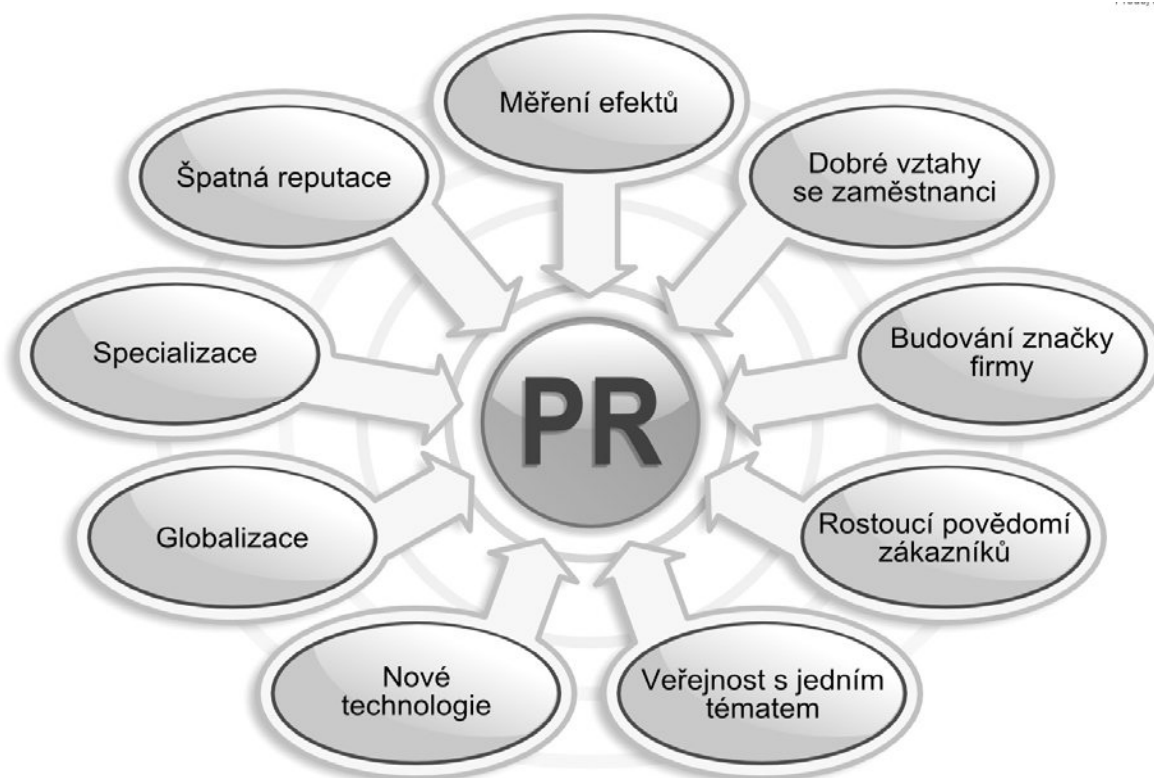 Měření efektů
Dobré vztahy
se zaměstnanci
Budování značky
firmy
Rostoucí povědomí
zákazníků
Veřejnost s jedním
tématem
Nové
technologie
Globalizace
Specializace
Špatná reputace
PR